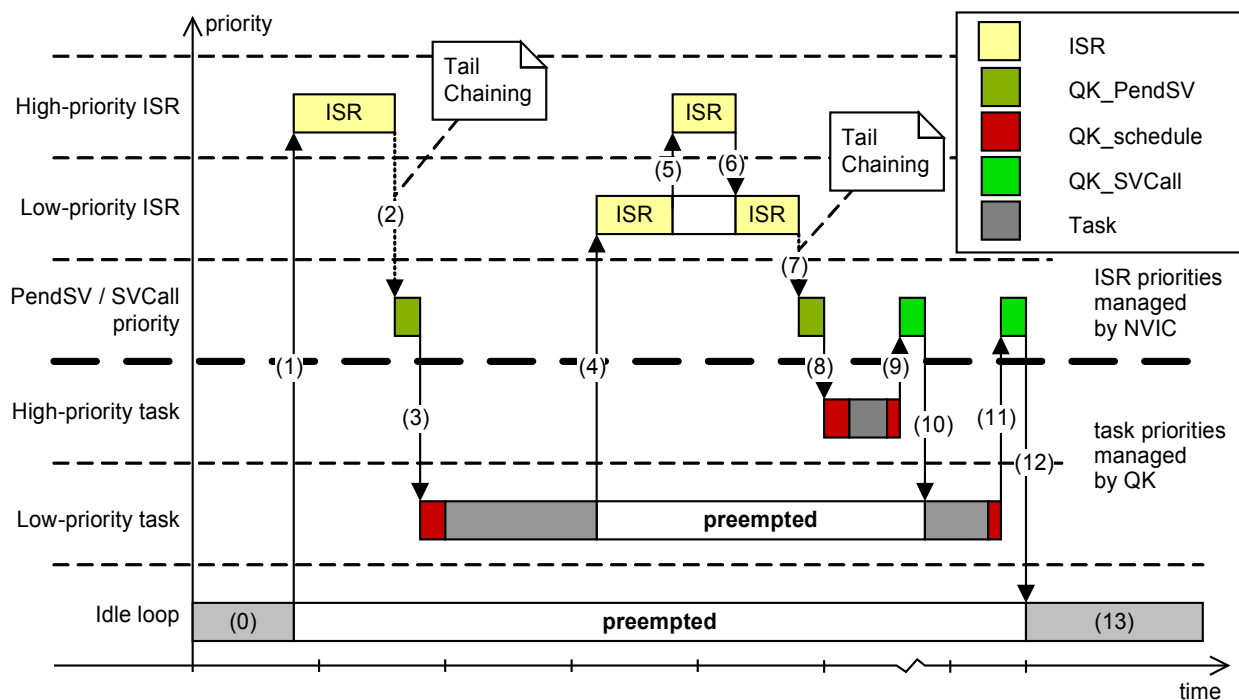 priority
Tail
Chaining
ISR
QK_PendSV
QK_schedule
QK_SVCall
Task
High-priority ISR
ISR
ISR
(5)
(6)
Tail
Chaining
Low-priority ISR
(2)
ISR
ISR
(7)
PendSV / SVCall
priority
ISR priorities
managed
by NVIC
(1)
(4)
(8)
(9)
High-priority task
(3)
(10)
(11)
(12)
task priorities
managed
by QK
Low-priority task
preempted
Idle loop
(0)
preempted
(13)
time